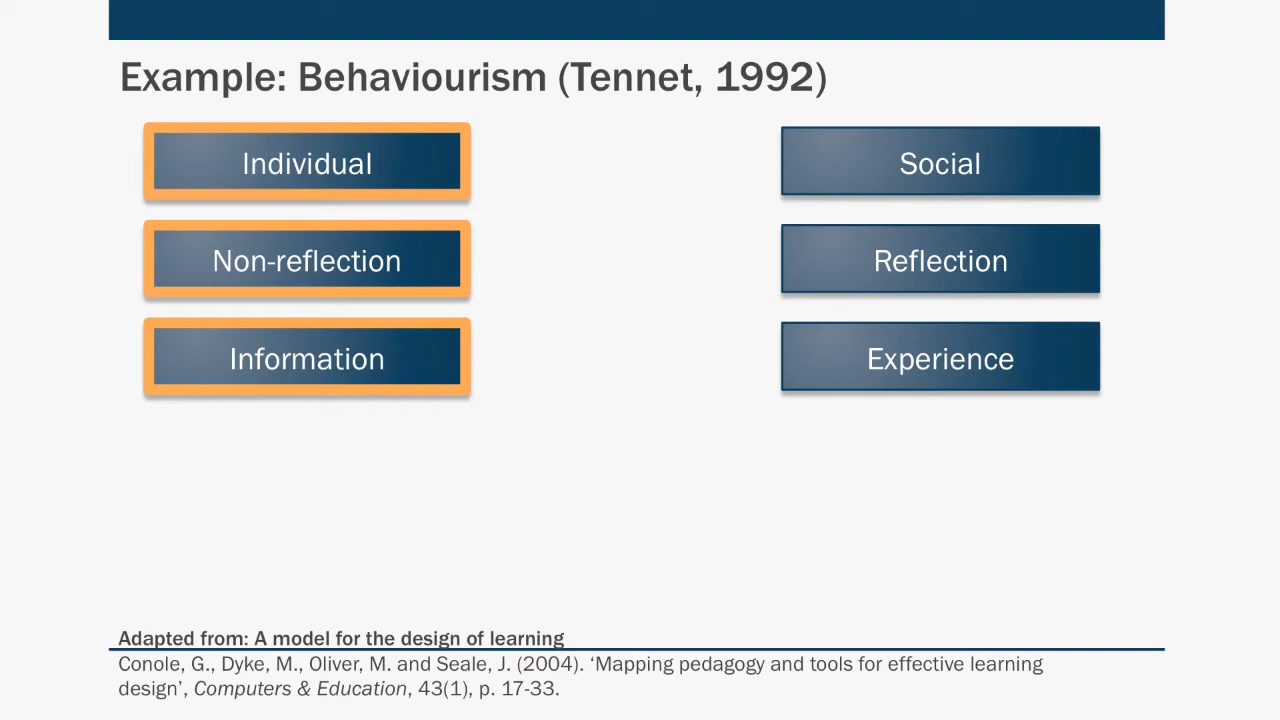 Example: Behaviourism (Tennet, 1992)
Individual
Social
Non-reflection
Reflection
Information
Experience
Adapted from: A model for the design of learning
Conole, G., Dyke, M., Oliver, M. and Seale, J. (2004). ‘Mapping pedagogy and tools for effective learning
design’, Computers & Education, 43(1), p. 17-33.